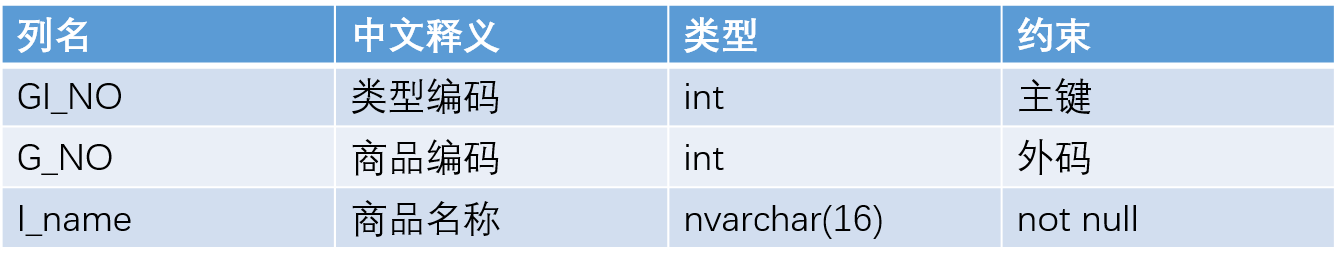 列名 中文释义 类型 约束
GI_NO 类型编码 int 主键
G_NO 商品编码 int 外码
I_name 商品名称 nvarchar(16) not null